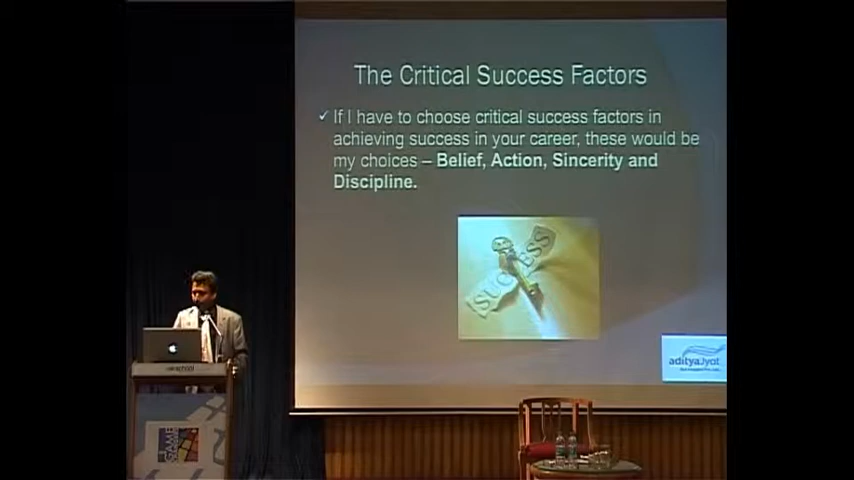 The Critical Success Factors
✓ If I have to choose critical success factors in
achieving success in your career, these would be
my choices – Belief, Action, Sincerity and
Discipline.
SUCCESS
adityaJyot